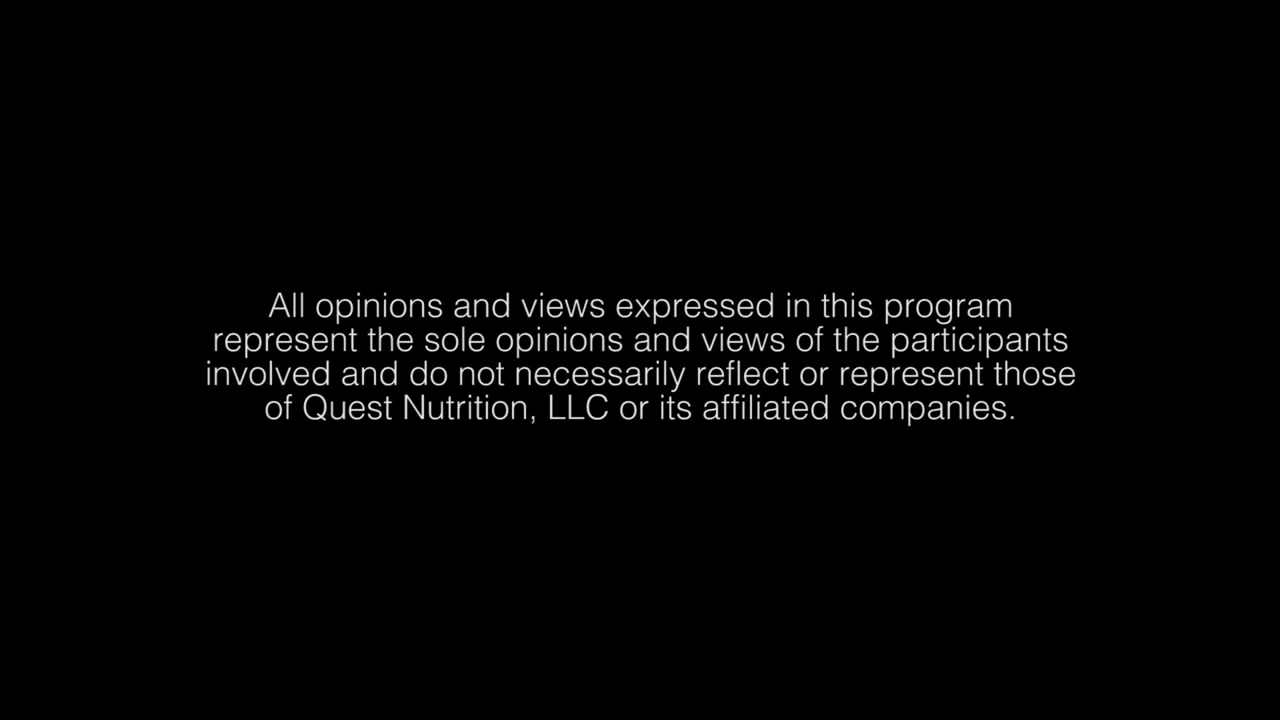 All opinions and views expressed in this program
represent the sole opinions and views of the participants
involved and do not necessarily reflect or represent those
of Quest Nutrition, LLC or its affiliated companies.